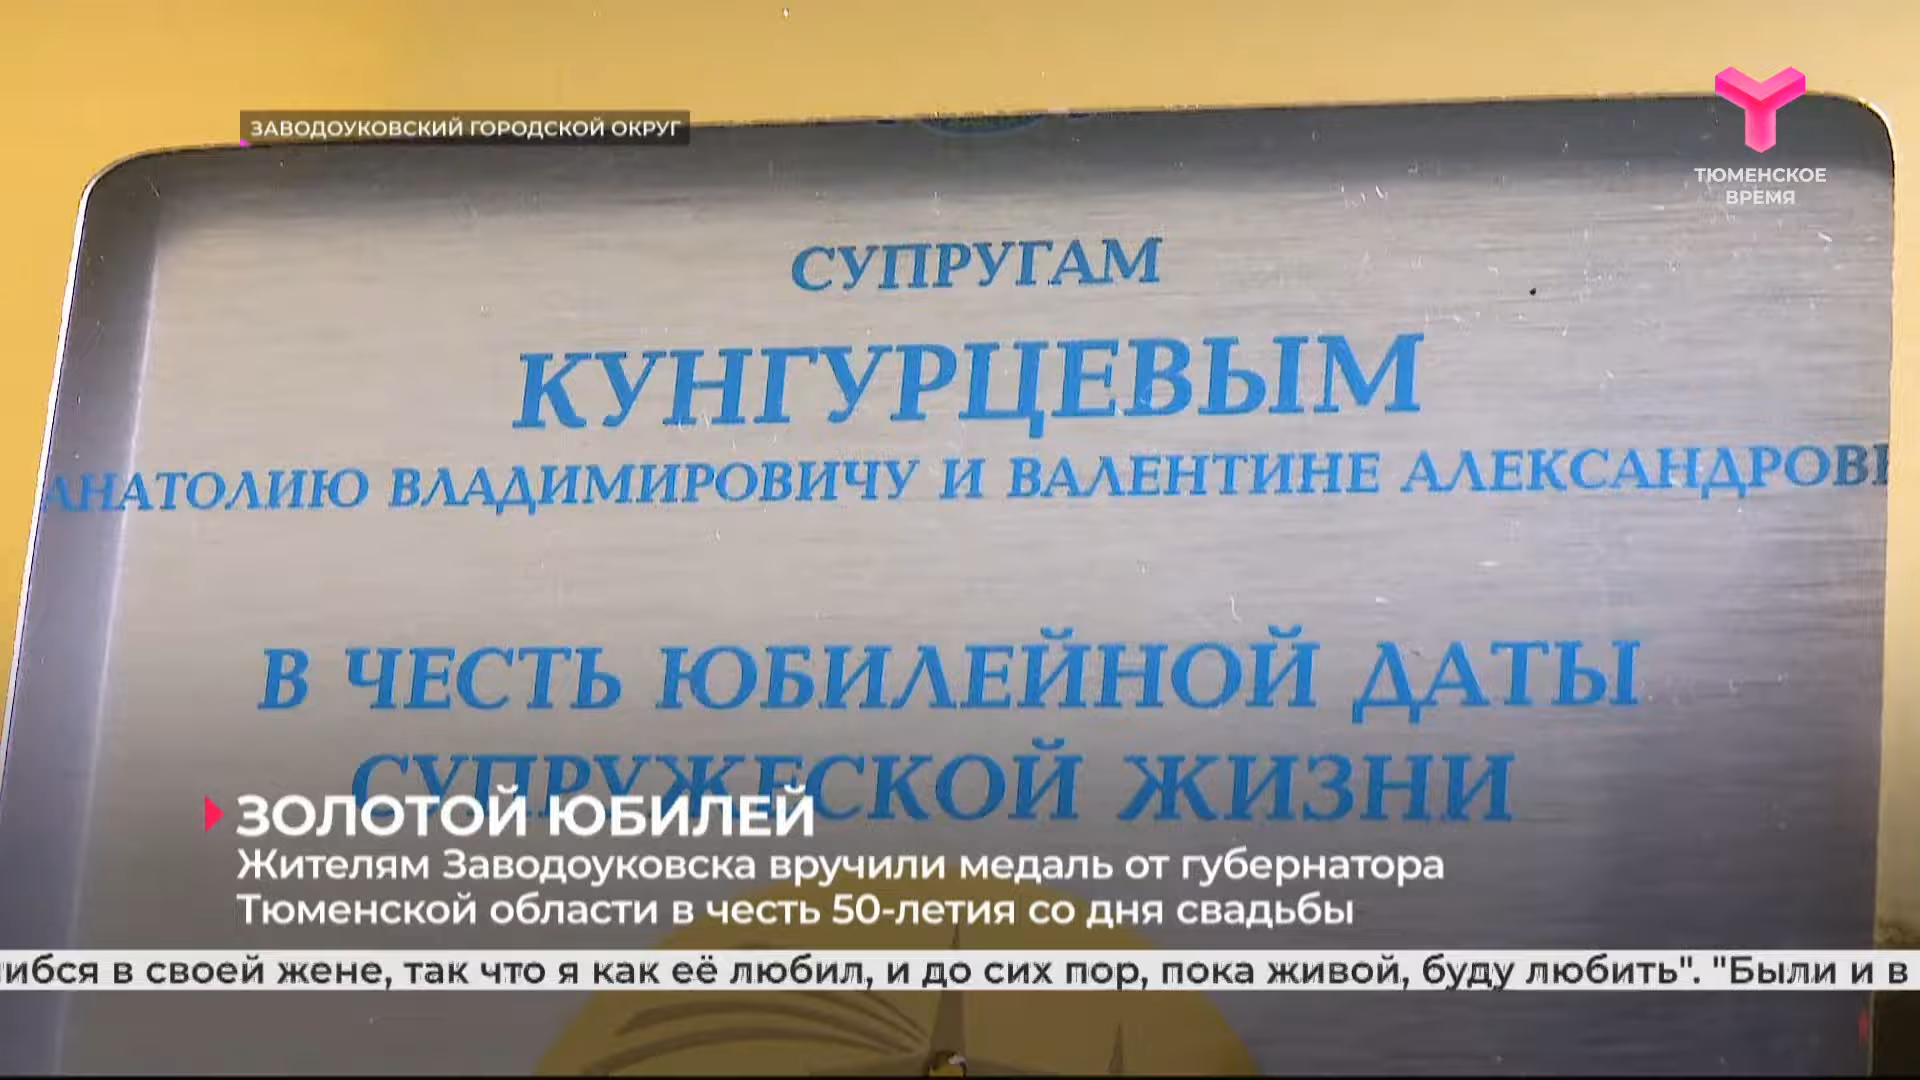 ЗАВОДОУКОВСКИЙ ГОРОДСКОЙ ОКРУГ
ТЮМЕНСКОЕ
ВРЕМЯ
СУПРУГАМ
КУНГУРЦЕВЫМ
АНАТОЛИЮ ВЛАДИМИРОВИЧУ И ВАЛЕНТИНЕ
В ЧЕСТЬ ЮБИЛЕЙНОЙ ДАТЫ
СУПРУЖЕСКОЙ ЖИЗНИ
ЗОЛОТОЙ ЮБИЛЕЙ
Жителям Заводоуковска вручили медаль от губернатора
Тюменской области в честь 50-летия со дня свадьбы
в своей жене, так что я как её любил, и до сих пор, пока живой, буду любить". "Были и в